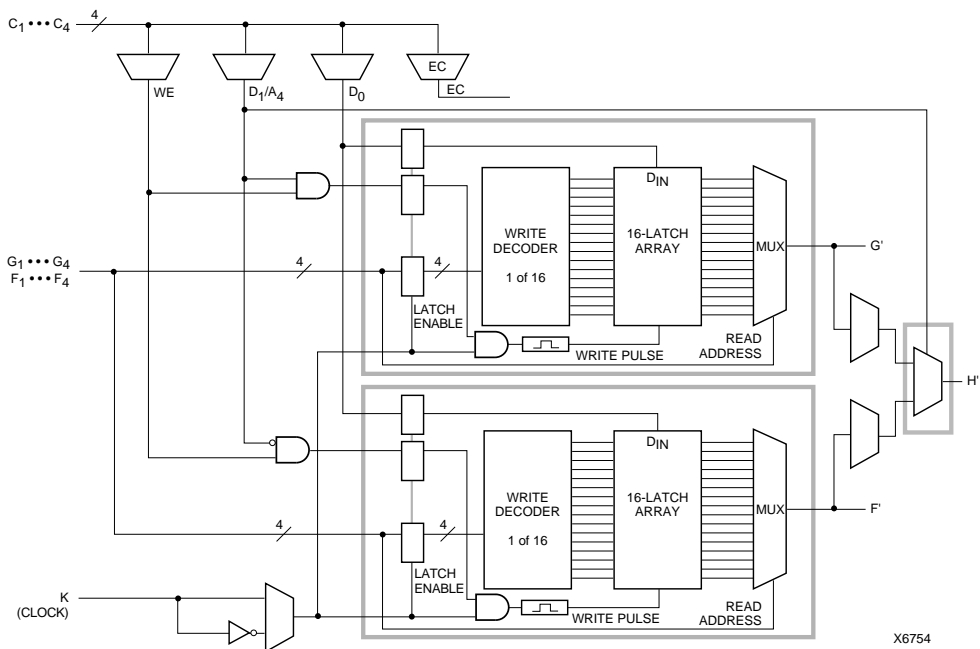 C1 ••• C4
4
EC
WE
D1/A4
D0
EC
DIN
WRITE
DECODER
1 of 16
16-LATCH
ARRAY
MUX
G'
G1 ••• G4
F1 ••• F4
4
4
LATCH
ENABLE
WRITE PULSE
READ
ADDRESS
H'
DIN
WRITE
DECODER
1 of 16
16-LATCH
ARRAY
MUX
F'
4
4
LATCH
ENABLE
WRITE PULSE
READ
ADDRESS
K
(CLOCK)
X6754